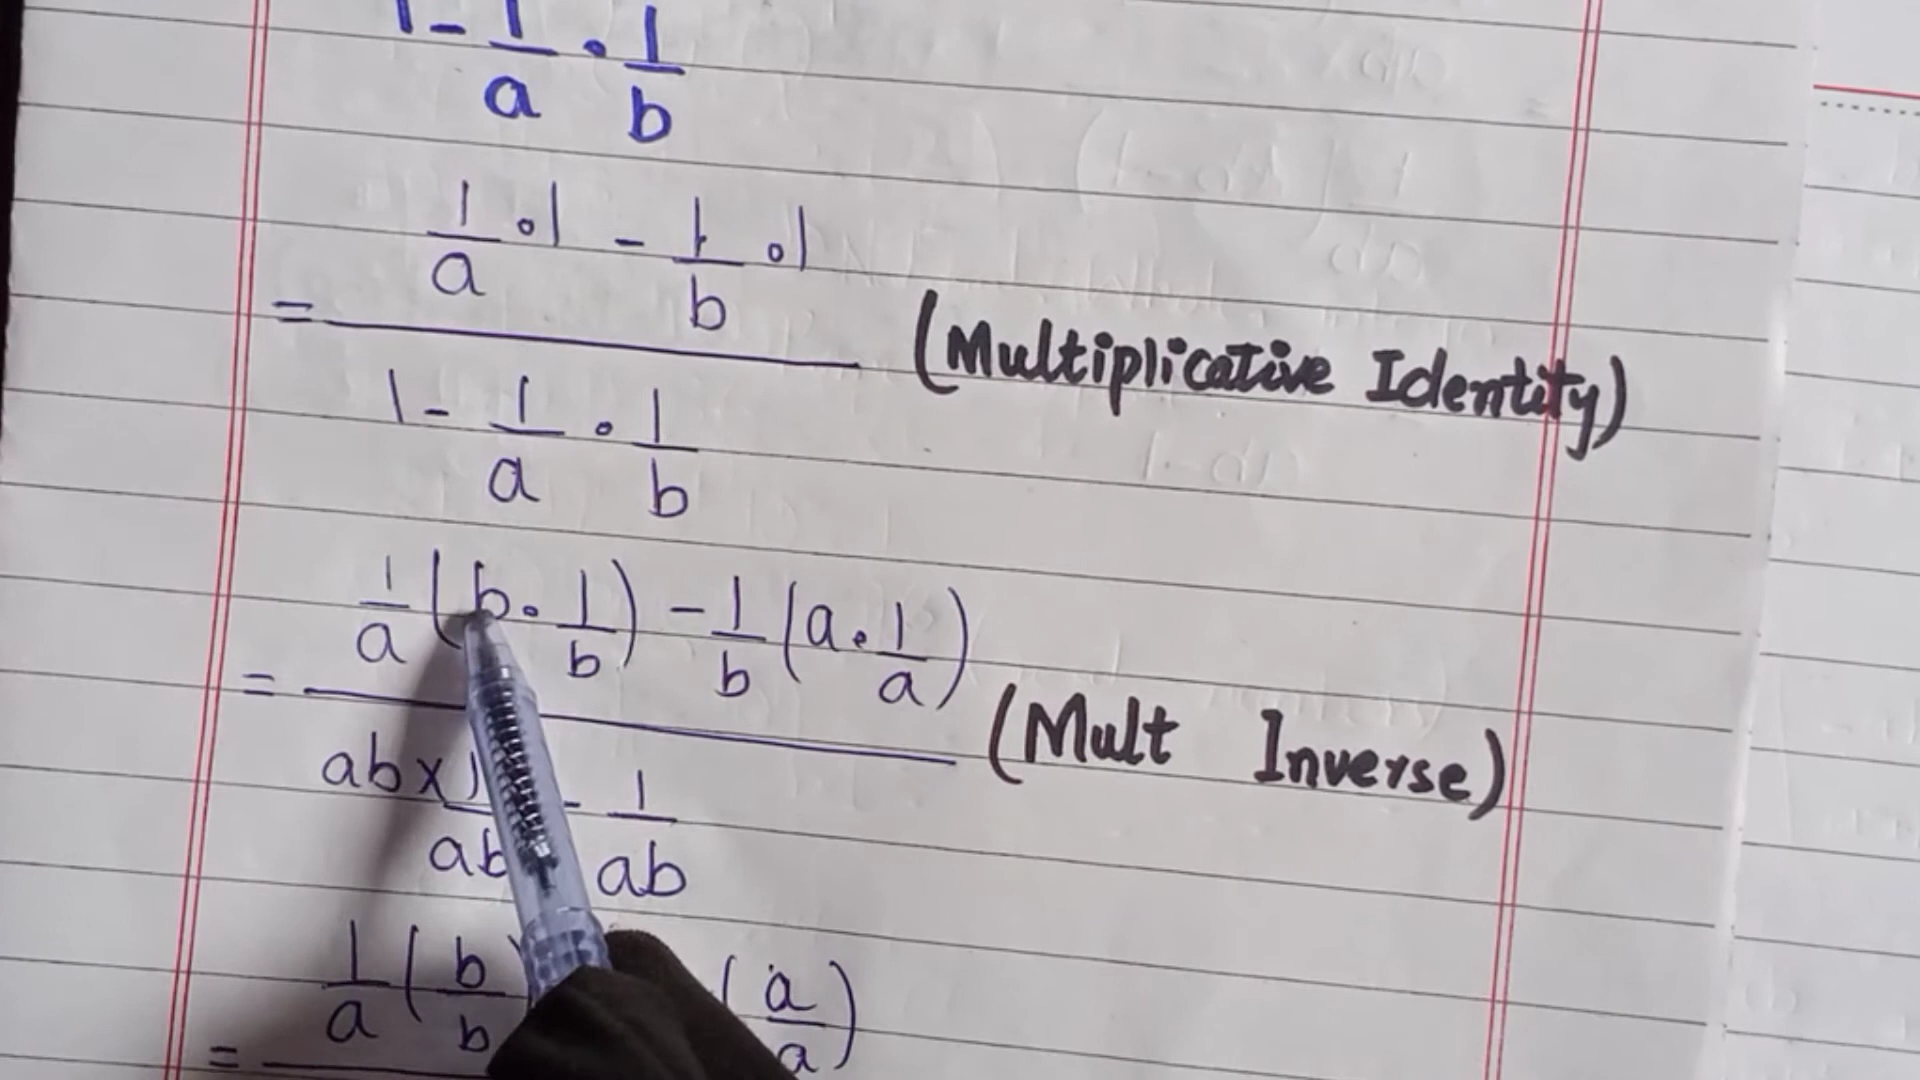 1 - 1/a · 1/b
= (1/a · 1 - 1/b · 1) / (1 - 1/a · 1/b) (Multiplicative Identity)
= (1/a (b · 1/b) - 1/b (a · 1/a)) / (ab × 1/ab - 1/ab) (Mult Inverse)
= 1/a (b/b) (a/a)